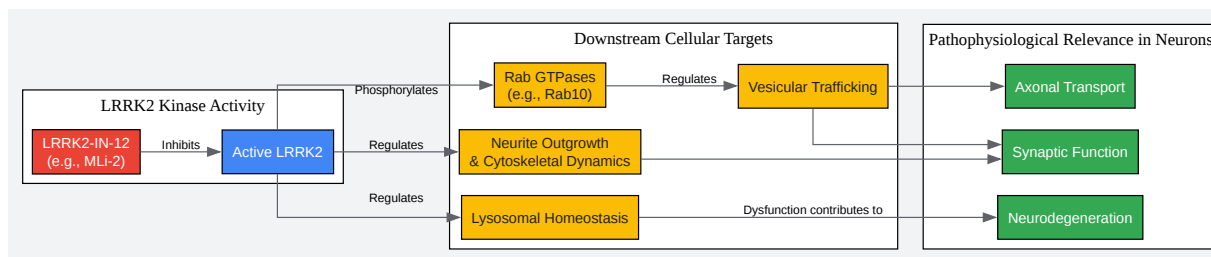 LRRK2 Kinase Activity
LRRK2-IN-12
(e.g., MLi-2)
Inhibits
Active LRRK2
Phosphorylates
Regulates
Regulates
Downstream Cellular Targets
Rab GTPases
(e.g., Rab10)
Regulates
Vesicular Trafficking
Neurite Outgrowth
& Cytoskeletal Dynamics
Lysosomal Homeostasis
Dysfunction contributes to
Pathophysiological Relevance in Neurons
Axonal Transport
Synaptic Function
Neurodegeneration